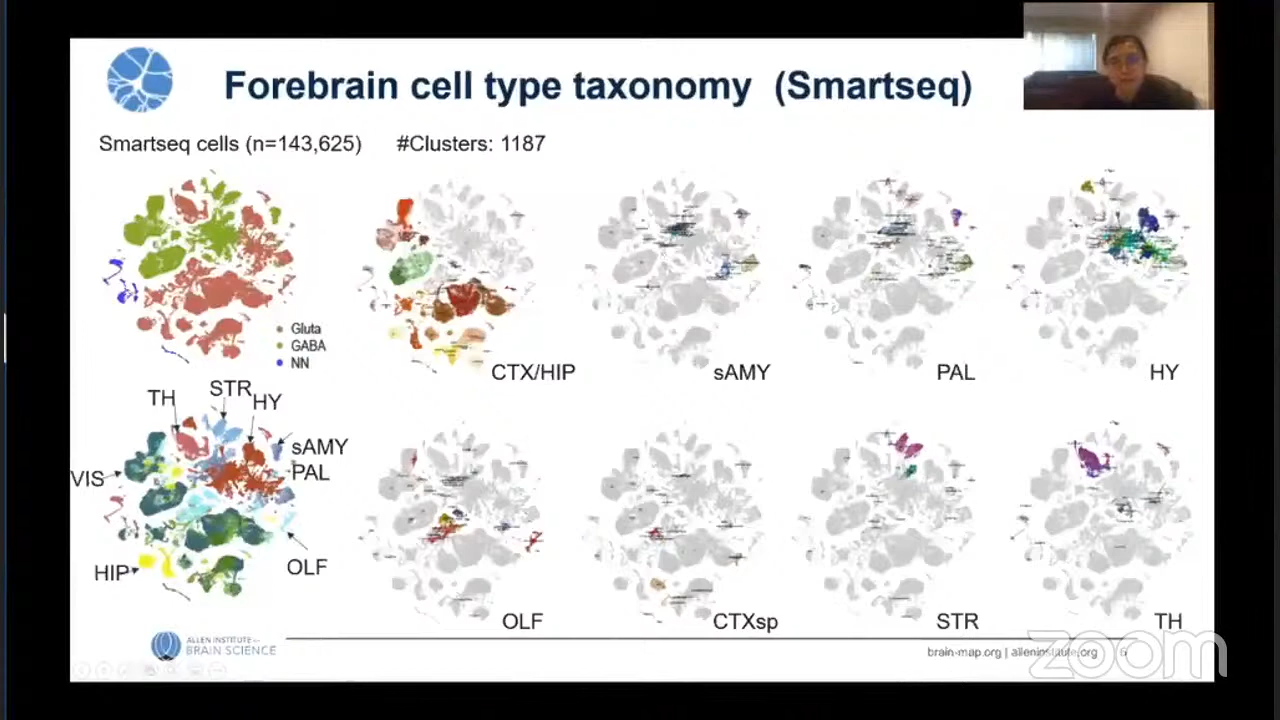 Forebrain cell type taxonomy (Smartseq)
Smartseq cells (n=143,625) #Clusters: 1187
Gluta
GABA
NN
CTX/HIP
sAMY
PAL
HY
TH
STR
HY
sAMY
PAL
VIS
OLF
HIP
OLF
CTXsp
STR
TH
ALLEN INSTITUTE for
BRAIN SCIENCE
brain-map.org | alleninstitute.org 6
zoom